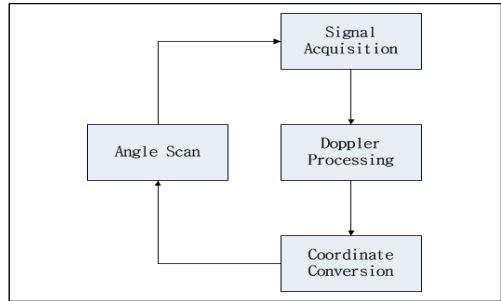 Signal
Acquisition
Angle Scan
Doppler
Processing
Coordinate
Conversion